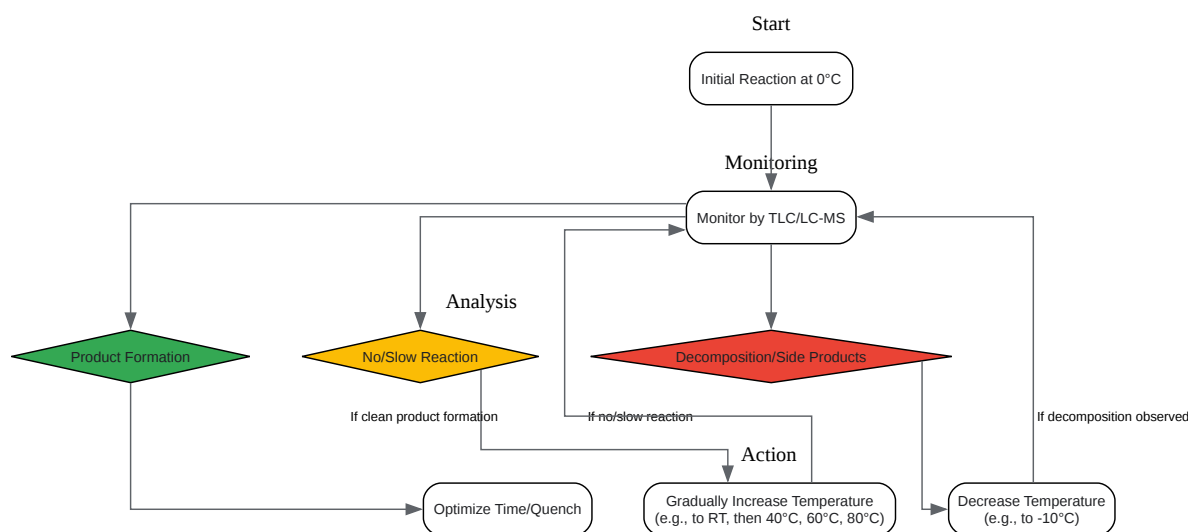 Start
Initial Reaction at 0°C
Monitoring
Monitor by TLC/LC-MS
Analysis
Product Formation
No/Slow Reaction
Decomposition/Side Products
If clean product formation
If no/slow reaction
If decomposition observed
Action
Optimize Time/Quench
Gradually Increase Temperature
(e.g., to RT, then 40°C, 60°C, 80°C)
Decrease Temperature
(e.g., to -10°C)